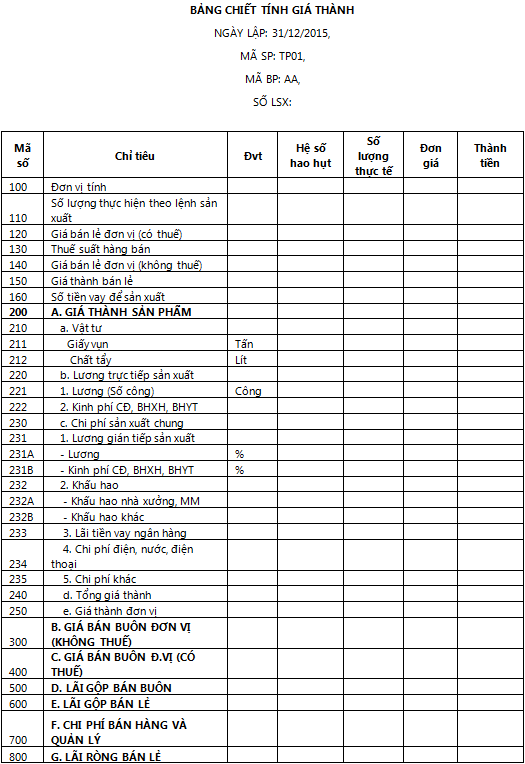 BẢNG CHIẾT TÍNH GIÁ THÀNH
NGÀY LẬP: 31/12/2015,
MÃ SP: TP01,
MÃ BP: AA,
SỐ LSX:
Mã số Chỉ tiêu Đvt Hệ số hao hụt Số lượng thực tế Đơn giá Thành tiền
100 Đơn vị tính
110 Số lượng thực hiện theo lệnh sản xuất
120 Giá bán lẻ đơn vị (có thuế)
130 Thuế suất hàng bán
140 Giá bán lẻ đơn vị (không thuế)
150 Giá thành bán lẻ
160 Số tiền vay để sản xuất
200 A. GIÁ THÀNH SẢN PHẨM
210 a. Vật tư
211 Giấy vụn Tấn
212 Chất tẩy Lít
220 b. Lương trực tiếp sản xuất
221 1. Lương (Số công) Công
222 2. Kinh phí CĐ, BHXH, BHYT
230 c. Chi phí sản xuất chung
231 1. Lương gián tiếp sản xuất
231A - Lương %
231B - Kinh phí CĐ, BHXH, BHYT %
232 2. Khấu hao
232A - Khấu hao nhà xưởng, MM
232B - Khấu hao khác
233 3. Lãi tiền vay ngân hàng
234 4. Chi phí điện, nước, điện thoại
235 5. Chi phí khác
240 d. Tổng giá thành
250 e. Giá thành đơn vị
300 B. GIÁ BÁN BUÔN ĐƠN VỊ (KHÔNG THUẾ)
400 C. GIÁ BÁN BUÔN Đ.VỊ (CÓ THUẾ)
500 D. LÃI GỘP BÁN BUÔN
600 E. LÃI GỘP BÁN LẺ
700 F. CHI PHÍ BÁN HÀNG VÀ QUẢN LÝ
800 G. LÃI RÒNG BÁN LẺ